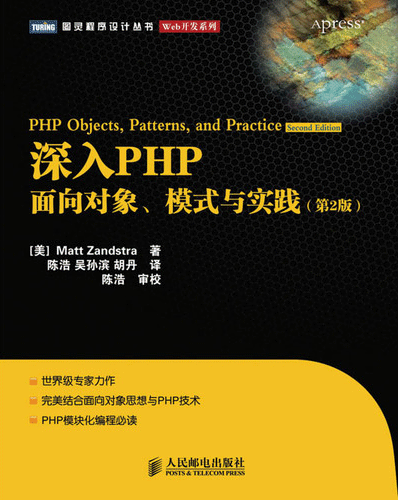 TURING 图灵程序设计丛书 Web开发系列
Apress®
PHP Objects, Patterns, and Practice Second Edition
深入PHP
面向对象、模式与实践(第2版)
[美] Matt Zandstra 著
陈浩 吴孙滨 胡丹 译
陈浩 审校
世界级专家力作
完美结合面向对象思想与PHP技术
PHP模块化编程必读
人民邮电出版社
POSTS & TELECOM PRESS